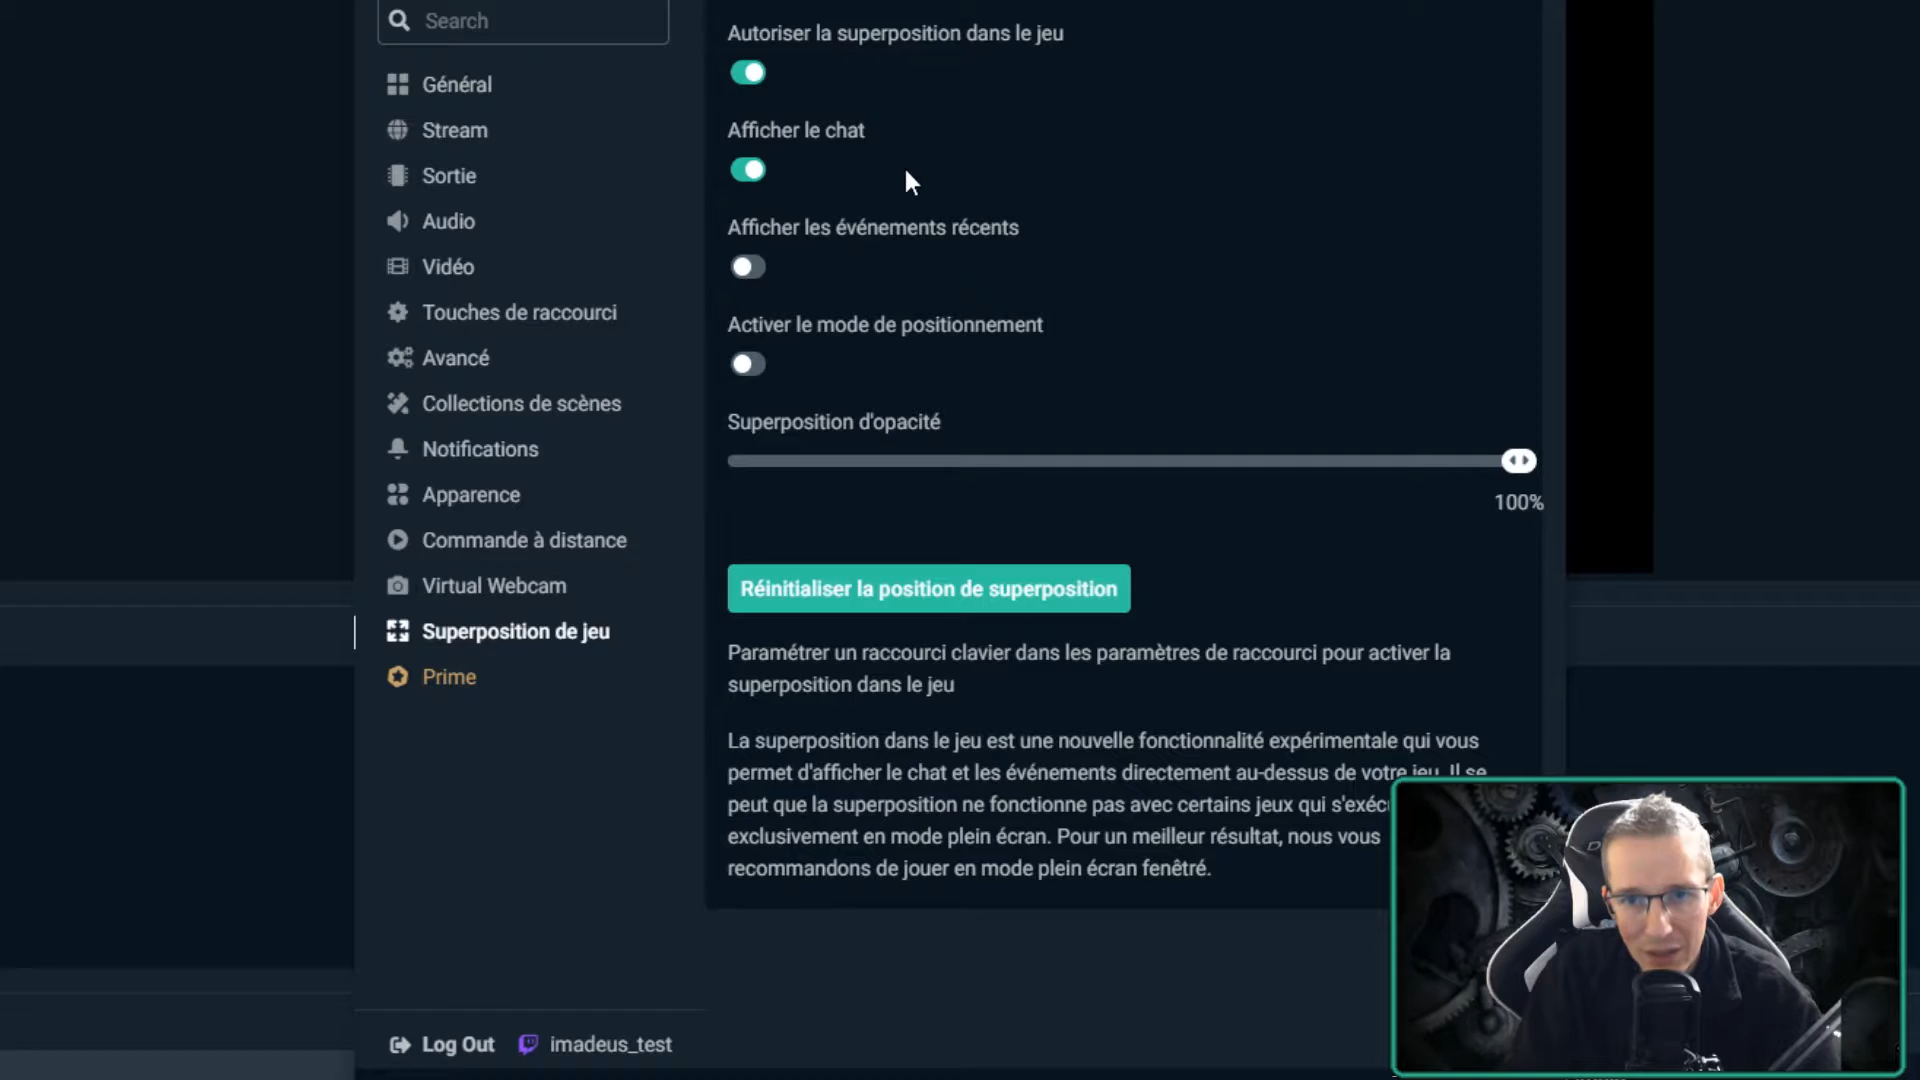 Search
Général
Stream
Sortie
Audio
Vidéo
Touches de raccourci
Avancé
Collections de scènes
Notifications
Apparence
Commande à distance
Virtual Webcam
Superposition de jeu
Prime
Log Out
imadeus_test
Autoriser la superposition dans le jeu
Afficher le chat
Afficher les événements récents
Activer le mode de positionnement
Superposition d'opacité
100%
Réinitialiser la position de superposition
Paramétrer un raccourci clavier dans les paramètres de raccourci pour activer la
superposition dans le jeu
La superposition dans le jeu est une nouvelle fonctionnalité expérimentale qui vous
permet d'afficher le chat et les événements directement au-dessus de votre jeu. Il se
peut que la superposition ne fonctionne pas avec certains jeux qui
exclusivement en mode plein écran. Pour un meilleur résultat, nous vous
recommandons de jouer en mode plein écran fenêtré.